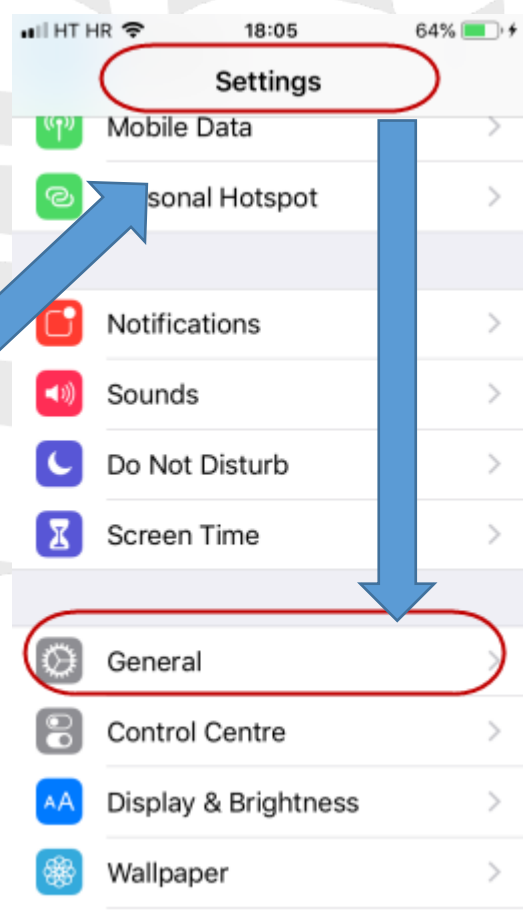 HT HR 18:05 64%
Settings
Mobile Data
sonal Hotspot
Notifications
Sounds
Do Not Disturb
Screen Time
General
Control Centre
AA Display & Brightness
Wallpaper